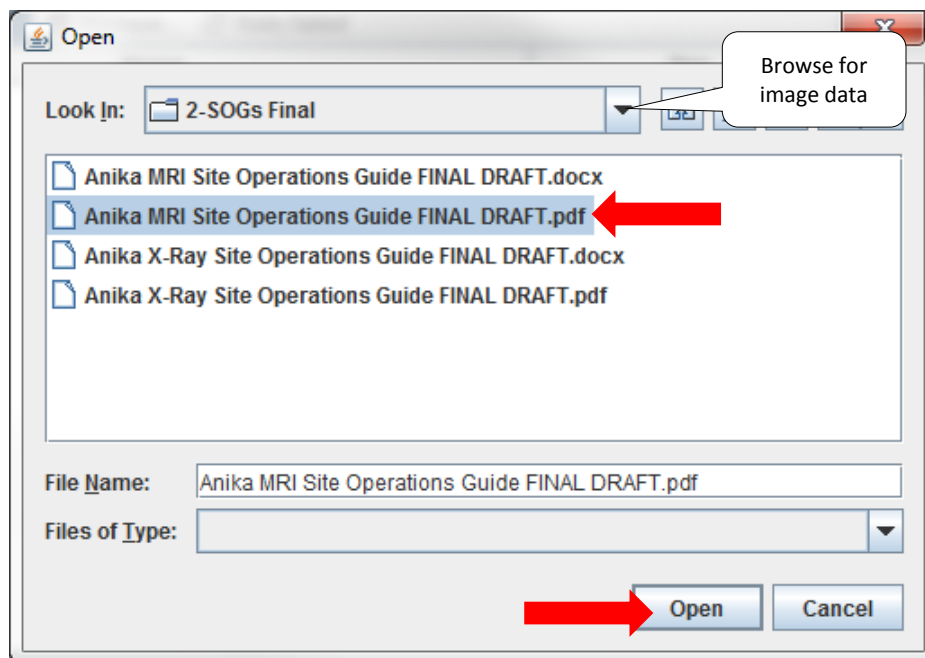 Open
Browse for
image data
Look In:
2-SOGs Final
Anika MRI Site Operations Guide FINAL DRAFT.docx
Anika MRI Site Operations Guide FINAL DRAFT.pdf
Anika X-Ray Site Operations Guide FINAL DRAFT.docx
Anika X-Ray Site Operations Guide FINAL DRAFT.pdf
File Name:
Anika MRI Site Operations Guide FINAL DRAFT.pdf
Files of Type:
Open
Cancel